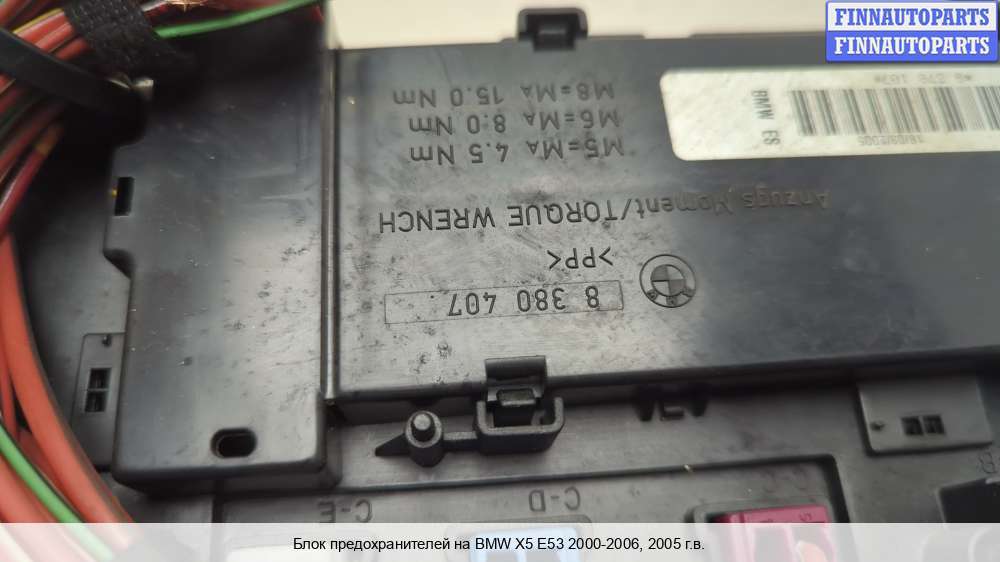 FINNAUTOPARTS
FINNAUTOPARTS
8 380 407
>PP<
Anzugs Moment/TORQUE WRENCH
M5=MA 4.5 Nm
M6=MA 8.0 Nm
M8=MA 15.0 Nm
BMW
C-E
C-D
C-C
Блок предохранителей на BMW X5 E53 2000-2006, 2005 г.в.